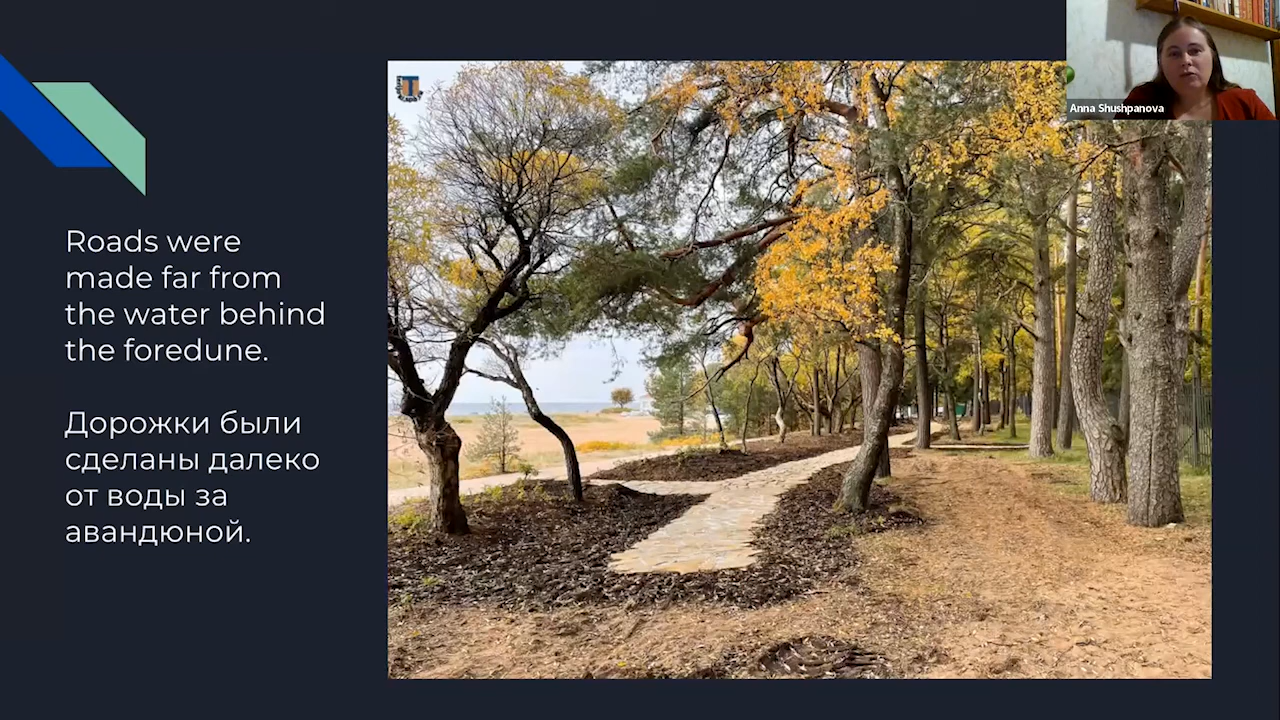 Roads were
made far from
the water behind
the foredune.
Дорожки были
сделаны далеко
от воды за
авандюной.
Anna Shushpanova